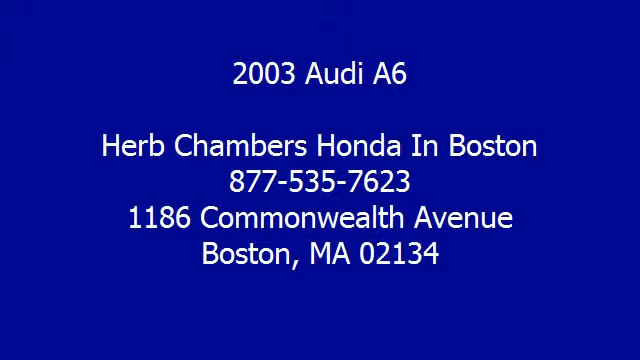 2003 Audi A6
Herb Chambers Honda In Boston
877-535-7623
1186 Commonwealth Avenue
Boston, MA 02134